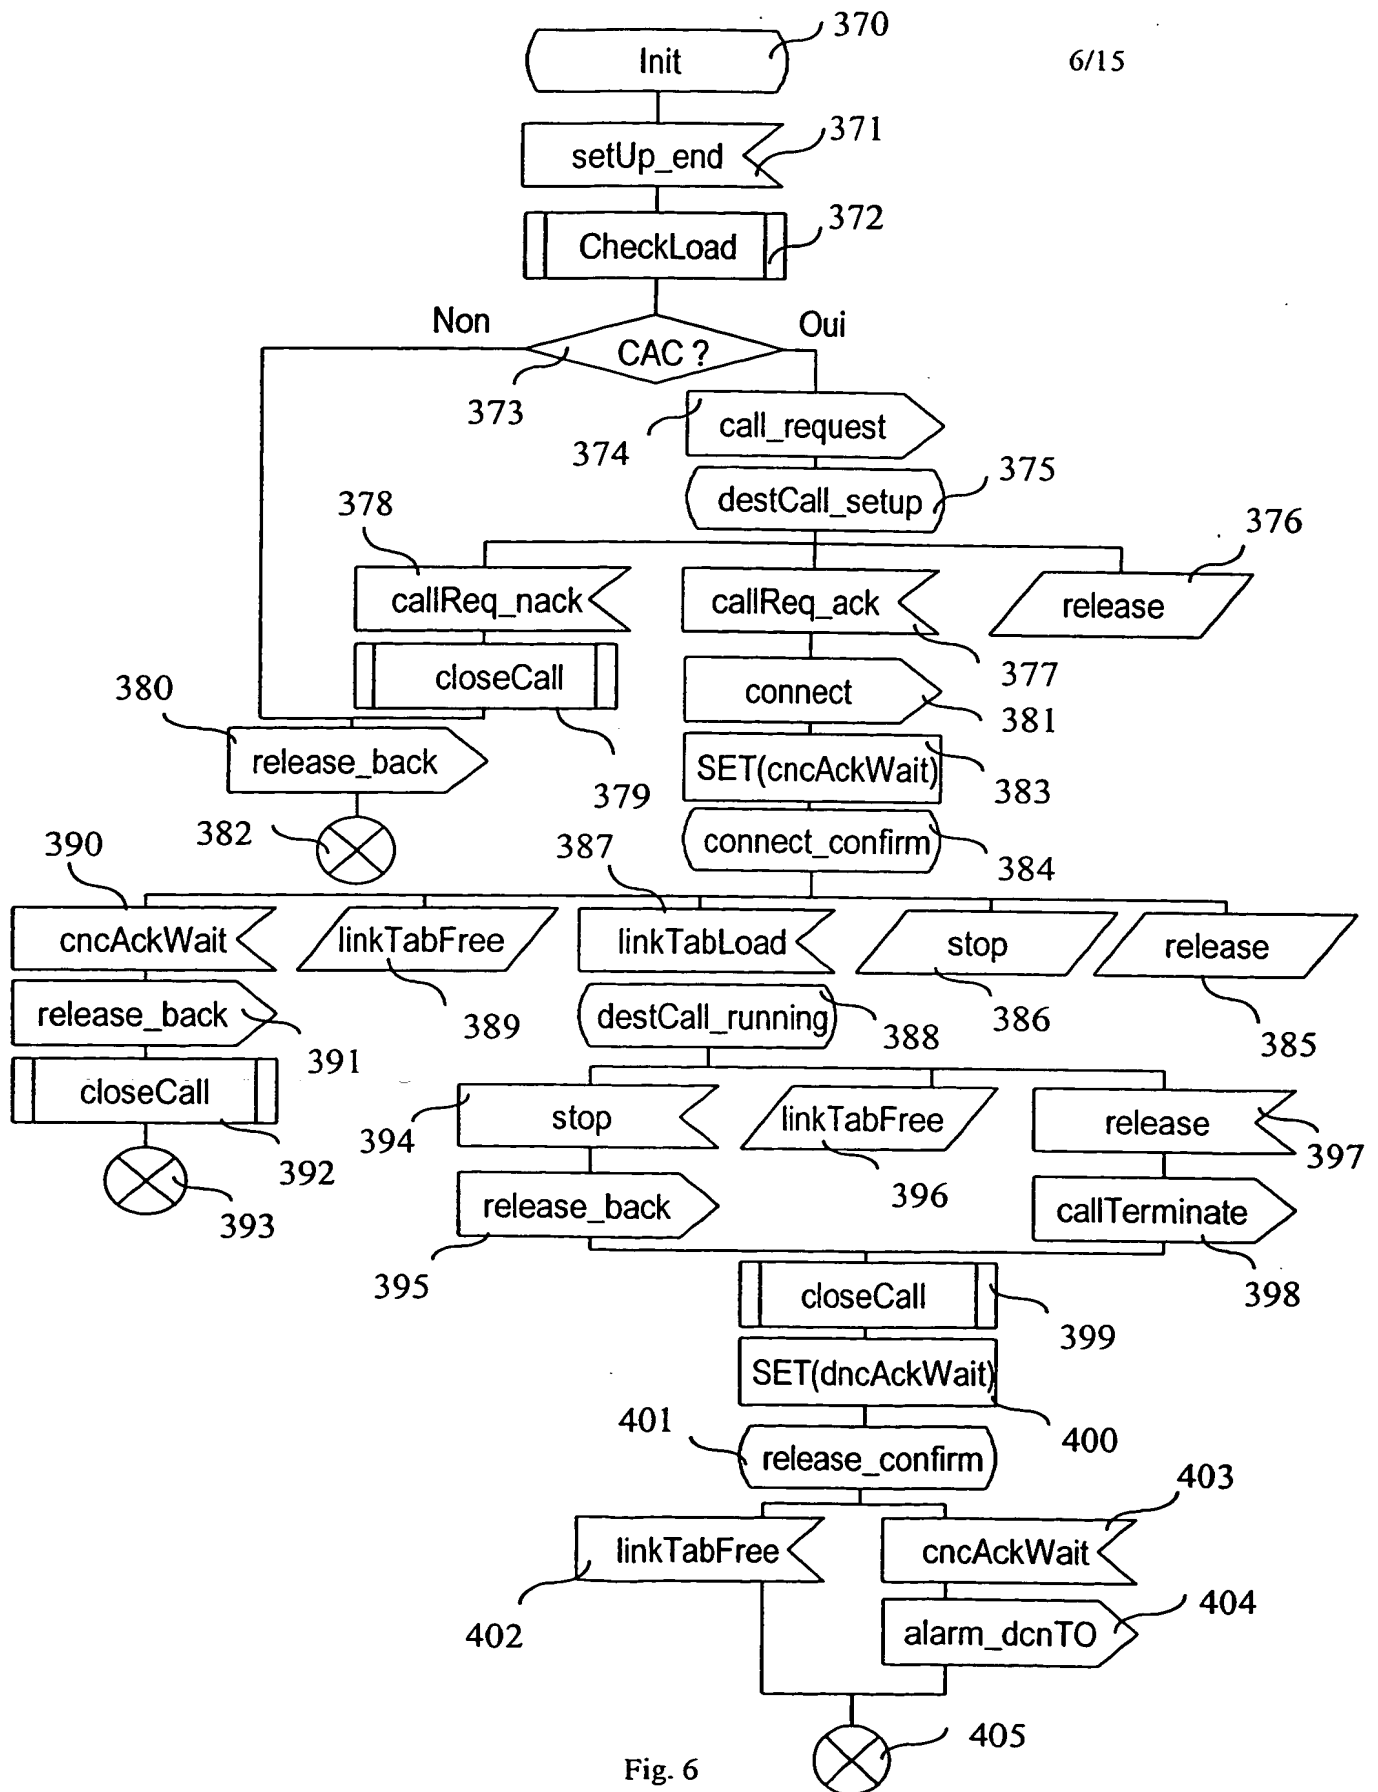 370
Init
6/15
371
setUp_end
372
CheckLoad
Non
Oui
CAC ?
373
call_request
374
375
destCall_setup
378
376
callReq_nack
callReq_ack
release
377
closeCall
connect
380
381
release_back
SET(cncAckWait)
379
383
382
connect_confirm
390
387
384
cncAckWait
linkTabFree
linkTabLoad
stop
release
release_back
destCall_running
391
389
388
386
385
closeCall
394
stop
linkTabFree
release
392
397
393
396
release_back
callTerminate
395
398
closeCall
399
SET(dncAckWait)
401
400
release_confirm
403
linkTabFree
cncAckWait
404
402
alarm_dcnTO
405
Fig. 6